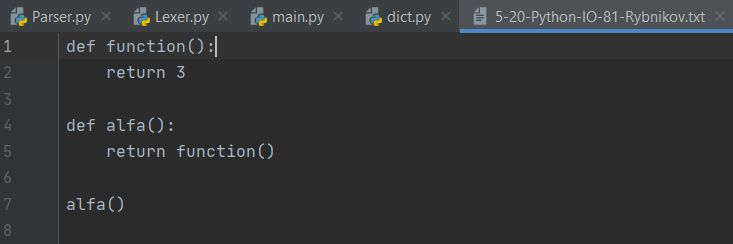 Parser.py Lexer.py main.py dict.py 5-20-Python-IO-81-Rybnikov.txt
1 def function():
2     return 3
3
4 def alfa():
5     return function()
6
7 alfa()
8